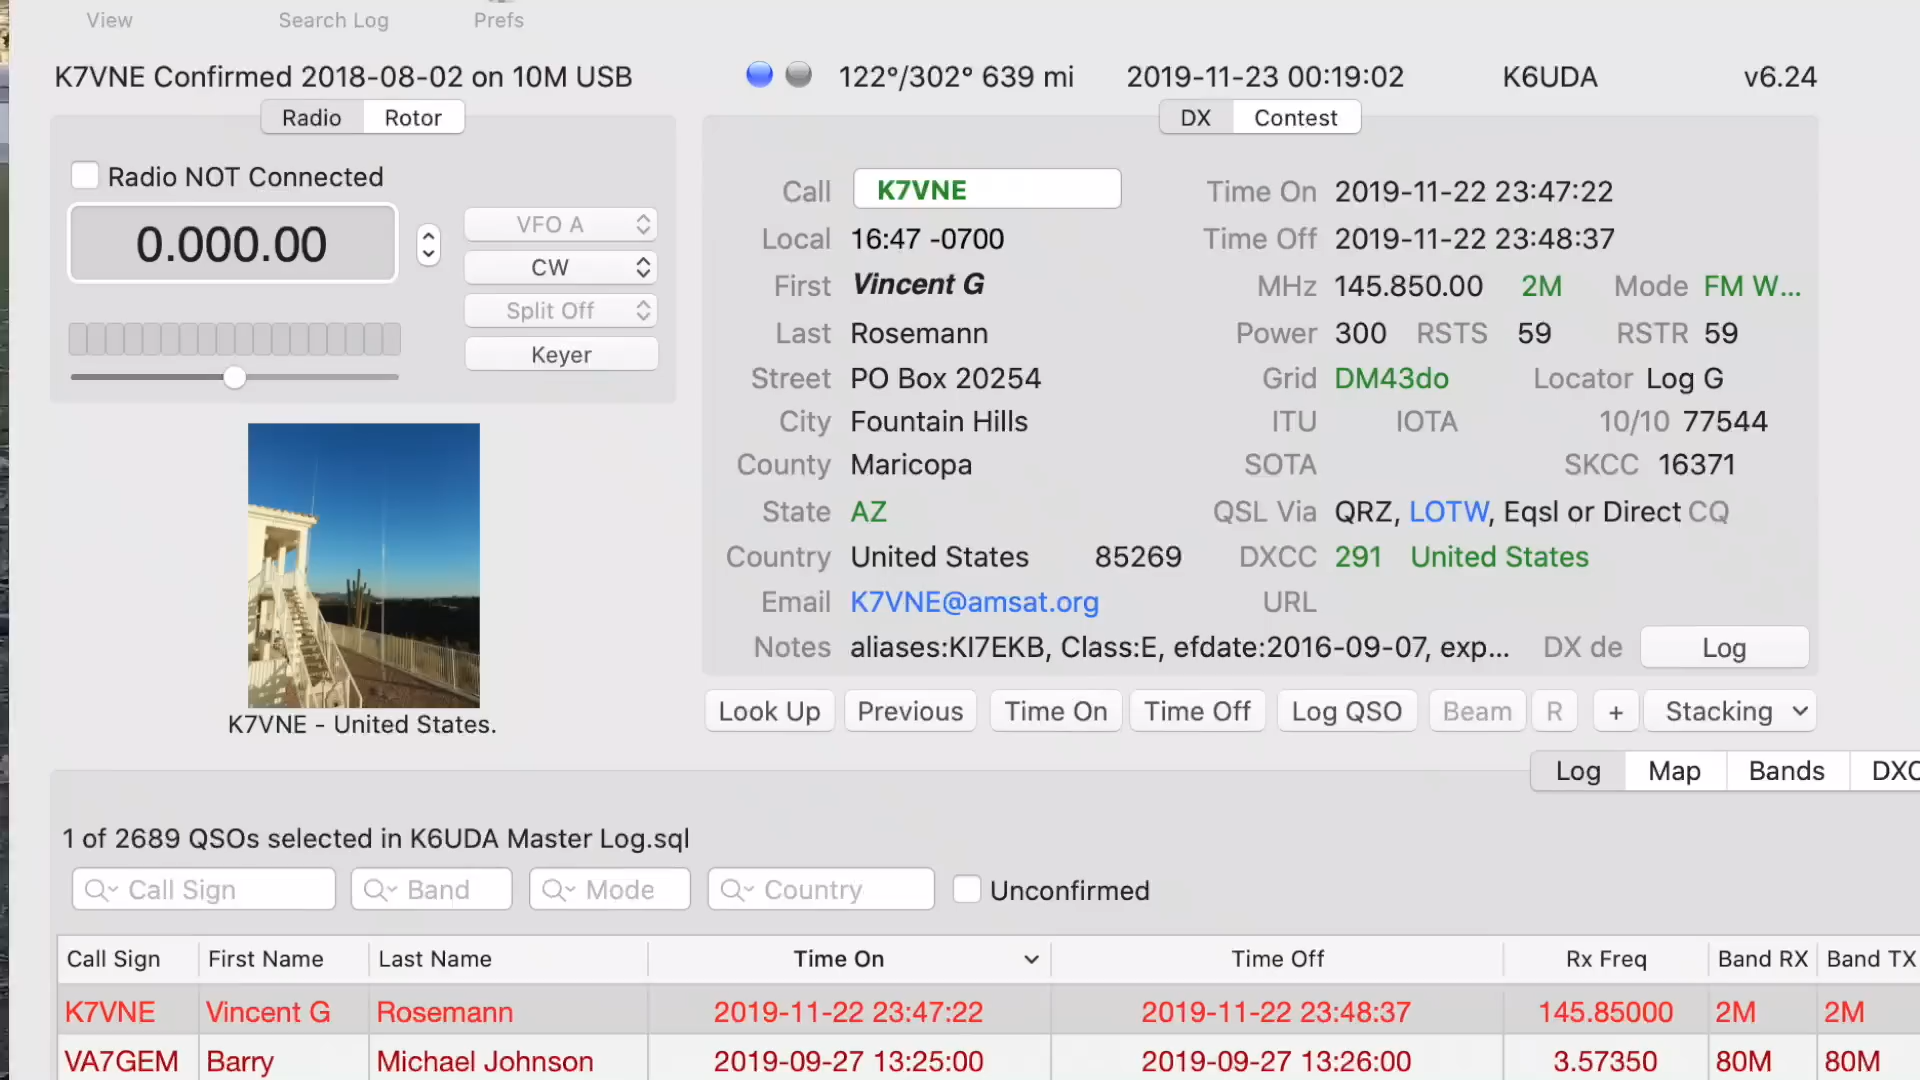 View Search Log Prefs
K7VNE Confirmed 2018-08-02 on 10M USB 122°/302° 639 mi 2019-11-23 00:19:02 K6UDA v6.24
Radio Rotor DX Contest
Radio NOT Connected
0.000.00
VFO A
CW
Split Off
Keyer
K7VNE - United States.
Call K7VNE Time On 2019-11-22 23:47:22
Local 16:47 -0700 Time Off 2019-11-22 23:48:37
First Vincent G MHz 145.850.00 2M Mode FM W...
Last Rosemann Power 300 RSTS 59 RSTR 59
Street PO Box 20254 Grid DM43do Locator Log G
City Fountain Hills ITU IOTA 10/10 77544
County Maricopa SOTA SKCC 16371
State AZ QSL Via QRZ, LOTW, Eqsl or Direct CQ
Country United States 85269 DXCC 291 United States
Email K7VNE@amsat.org URL
Notes aliases:KI7EKB, Class:E, efdate:2016-09-07, exp... DX de Log
Look Up Previous Time On Time Off Log QSO Beam R + Stacking
Log Map Bands DXC
1 of 2689 QSOs selected in K6UDA Master Log.sql
Call Sign Band Mode Country Unconfirmed
Call Sign First Name Last Name Time On Time Off Rx Freq Band RX Band TX
K7VNE Vincent G Rosemann 2019-11-22 23:47:22 2019-11-22 23:48:37 145.85000 2M 2M
VA7GEM Barry Michael Johnson 2019-09-27 13:25:00 2019-09-27 13:26:00 3.57350 80M 80M